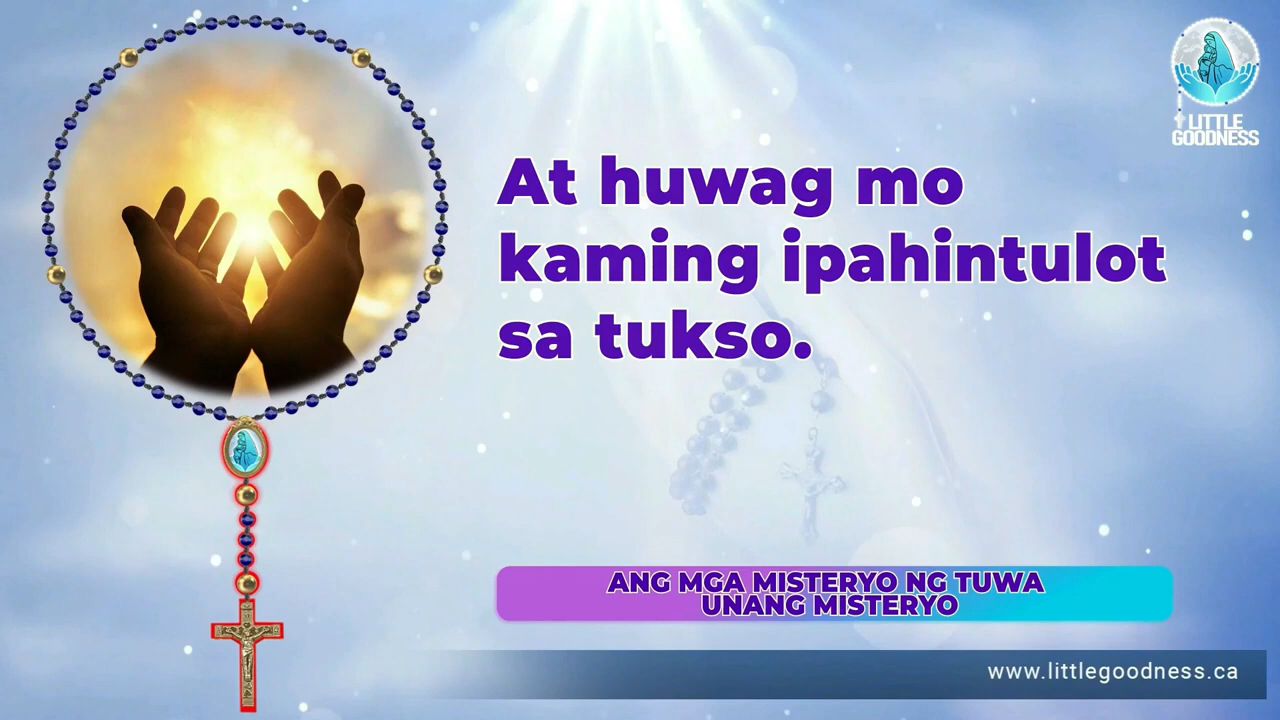 LITTLE
GOODNESS
At huwag mo
kaming ipahintulot
sa tukso.
ANG MGA MISTERYO NG TUWA
UNANG MISTERYO
www.littlegoodness.ca